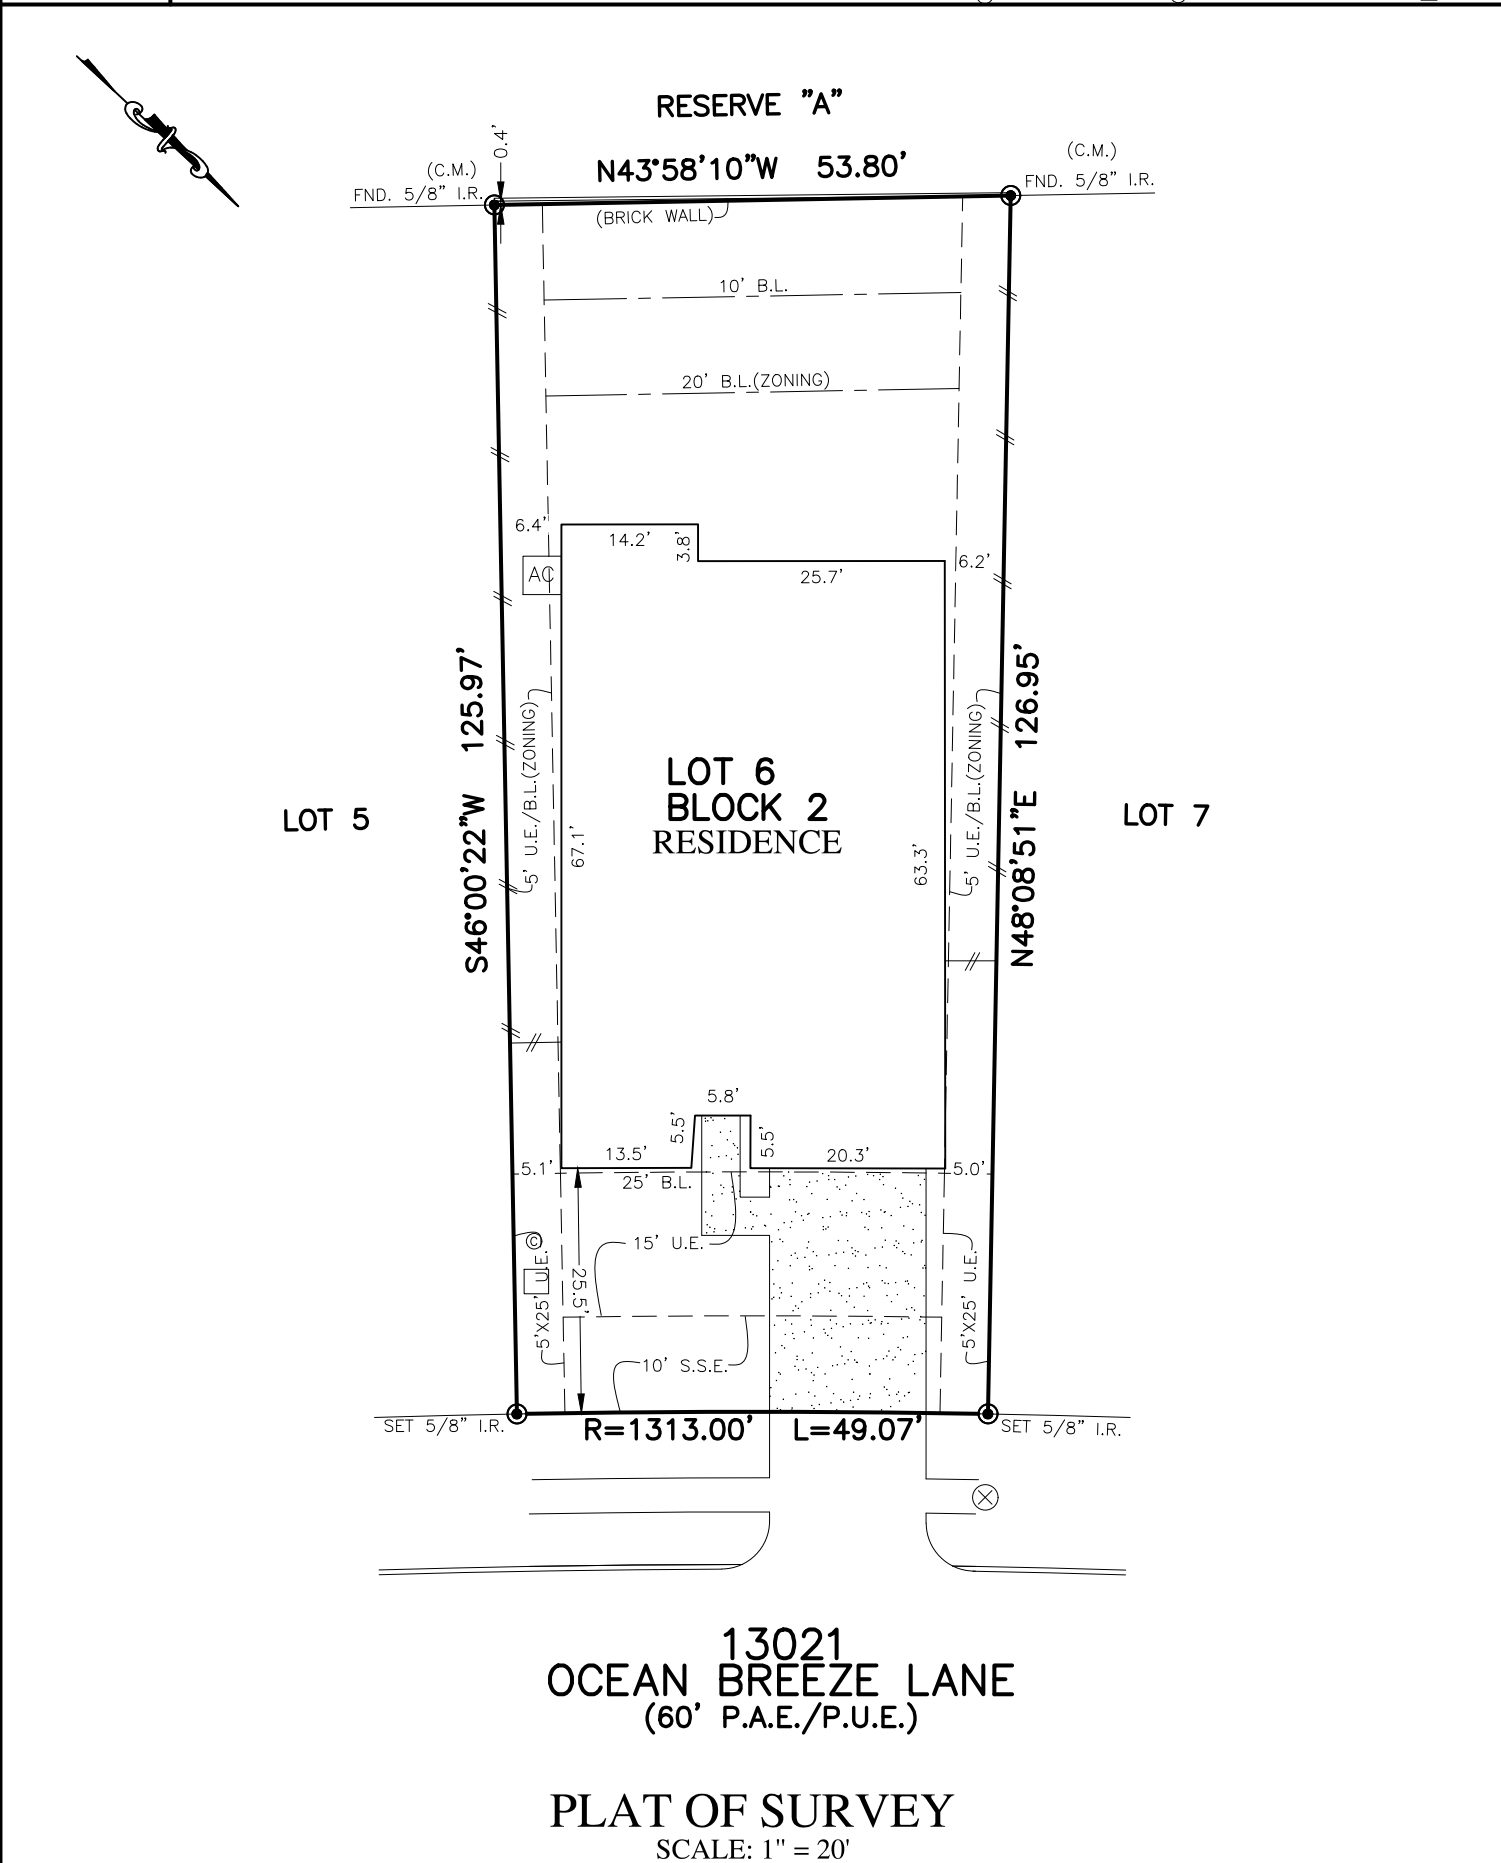 RESERVE "A"
N43°58'10"W 53.80'
0.4'
(C.M.)
FND. 5/8" I.R.
(C.M.)
FND. 5/8" I.R.
(BRICK WALL)
10' B.L.
20' B.L.(ZONING)
6.4'
14.2'
3.8'
25.7'
6.2'
AC
S46°00'22"W 125.97'
5' U.E./B.L.(ZONING)
67.1'
LOT 5
LOT 6
BLOCK 2
RESIDENCE
63.3'
5' U.E./B.L.(ZONING)
N48°08'51"E 126.95'
LOT 7
5.8'
5.5'
5.5'
5.1'
13.5'
20.3'
5.0'
25' B.L.
15' U.E.
25.5'
©
5'X25' U.E.
5'X25' U.E.
10' S.S.E.
SET 5/8" I.R.
R=1313.00' L=49.07'
SET 5/8" I.R.
13021
OCEAN BREEZE LANE
(60' P.A.E./P.U.E.)
PLAT OF SURVEY
SCALE: 1" = 20'